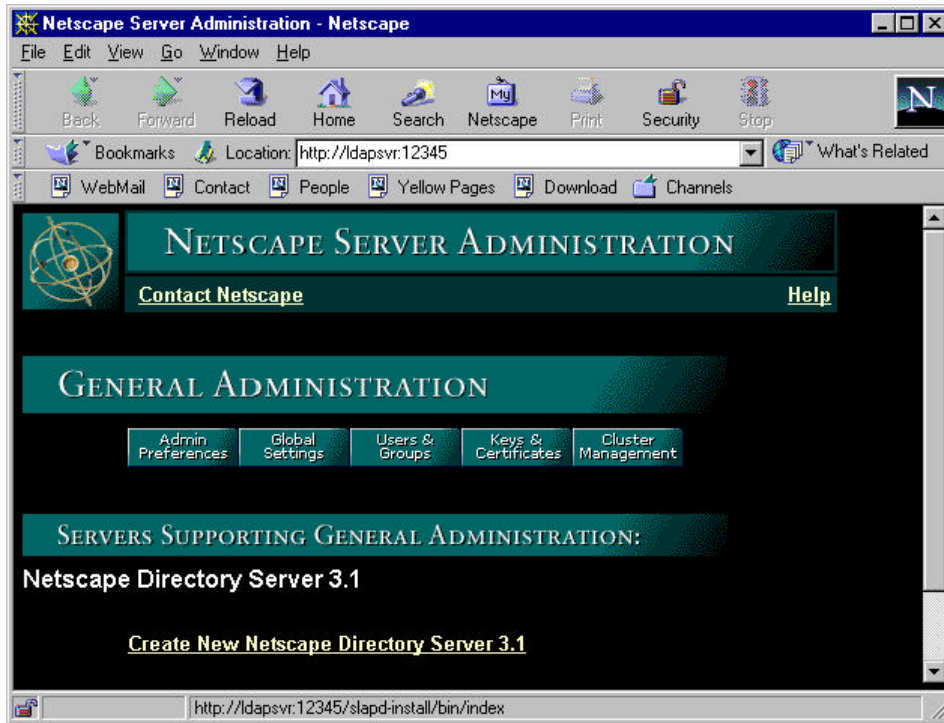 Netscape Server Administration - Netscape
File Edit View Go Window Help
My
N
Back Forward Reload Home Search Netscape Print Security Stop
Bookmarks Location: http://ldapsvr:12345 What's Related
WebMail Contact People Yellow Pages Download Channels
NETSCAPE SERVER ADMINISTRATION
Contact Netscape Help
GENERAL ADMINISTRATION
Admin Preferences Global Settings Users & Groups Keys & Certificates Cluster Management
SERVERS SUPPORTING GENERAL ADMINISTRATION:
Netscape Directory Server 3.1
Create New Netscape Directory Server 3.1
http://ldapsvr:12345/slapd-install/bin/index